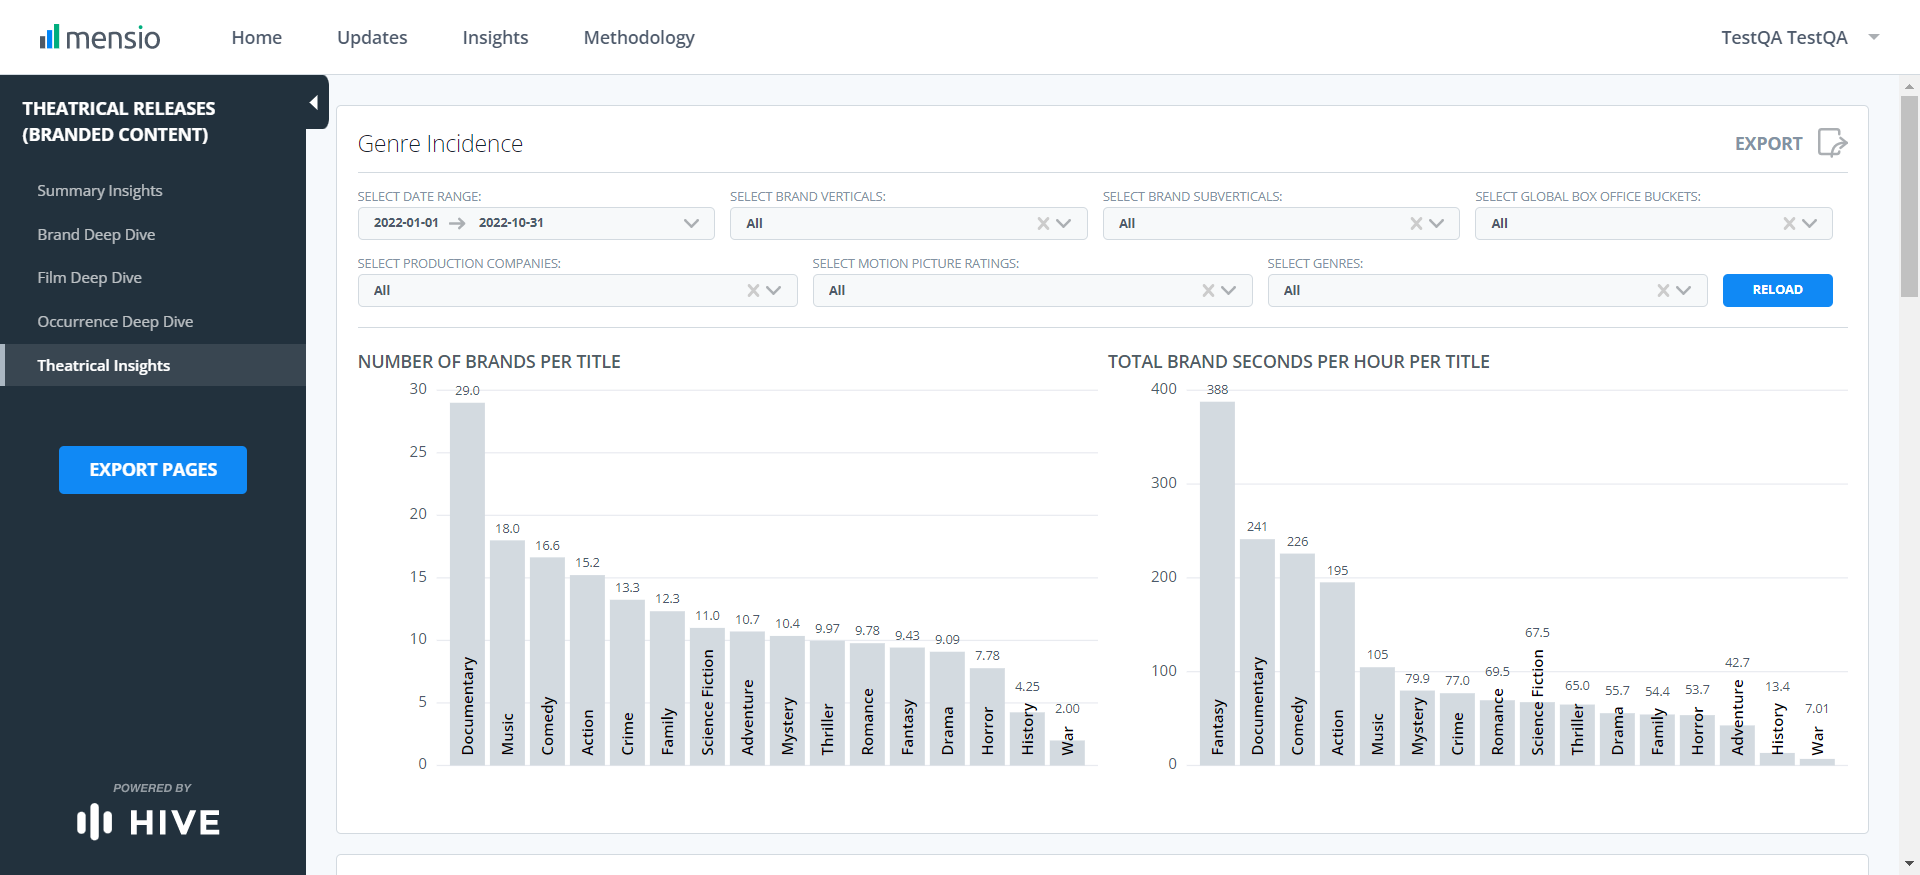 mensio
Home
Updates
Insights
Methodology
TestQA TestQA
THEATRICAL RELEASES
(BRANDED CONTENT)
Summary Insights
Brand Deep Dive
Film Deep Dive
Occurrence Deep Dive
Theatrical Insights
EXPORT PAGES
POWERED BY
HIVE
Genre Incidence
EXPORT
SELECT DATE RANGE:
2022-01-01
2022-10-31
SELECT BRAND VERTICALS:
All
SELECT BRAND SUBVERTICALS:
All
SELECT GLOBAL BOX OFFICE BUCKETS:
All
SELECT PRODUCTION COMPANIES:
All
SELECT MOTION PICTURE RATINGS:
All
SELECT GENRES:
All
RELOAD
NUMBER OF BRANDS PER TITLE
30
25
20
15
10
5
0
29.0
18.0
16.6
15.2
13.3
12.3
11.0
10.7
10.4
9.97
9.78
9.43
9.09
7.78
4.25
2.00
Documentary
Music
Comedy
Action
Crime
Family
Science Fiction
Adventure
Mystery
Thriller
Romance
Fantasy
Drama
Horror
History
War
TOTAL BRAND SECONDS PER HOUR PER TITLE
400
300
200
100
0
388
241
226
195
105
79.9
77.0
69.5
67.5
65.0
55.7
54.4
53.7
42.7
13.4
7.01
Fantasy
Documentary
Comedy
Action
Music
Mystery
Crime
Romance
Science Fiction
Thriller
Drama
Family
Horror
Adventure
History
War